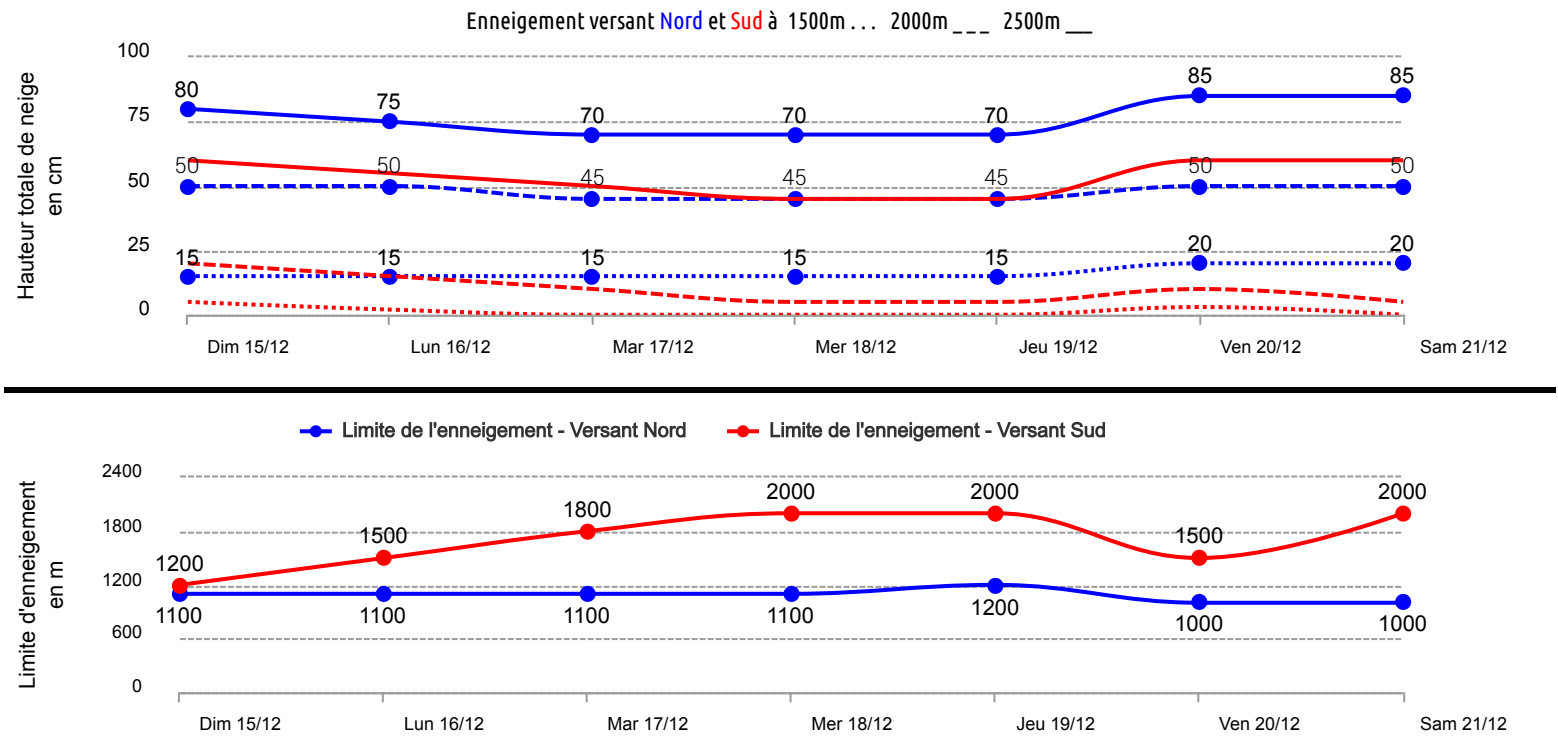 Enneigement versant Nord et Sud à 1500m . . . 2000m _ _ _ 2500m __
Hauteur totale de neige
en cm
100
75
50
25
0
80 75 70 70 70 85 85
50 50 45 45 45 50 50
15 15 15 15 15 20 20
Dim 15/12 Lun 16/12 Mar 17/12 Mer 18/12 Jeu 19/12 Ven 20/12 Sam 21/12
Limite de l'enneigement - Versant Nord Limite de l'enneigement - Versant Sud
Limite d'enneigement
en m
2400
1800
1200
600
0
1200 1500 1800 2000 2000 1500 2000
1100 1100 1100 1100 1200 1000 1000
Dim 15/12 Lun 16/12 Mar 17/12 Mer 18/12 Jeu 19/12 Ven 20/12 Sam 21/12